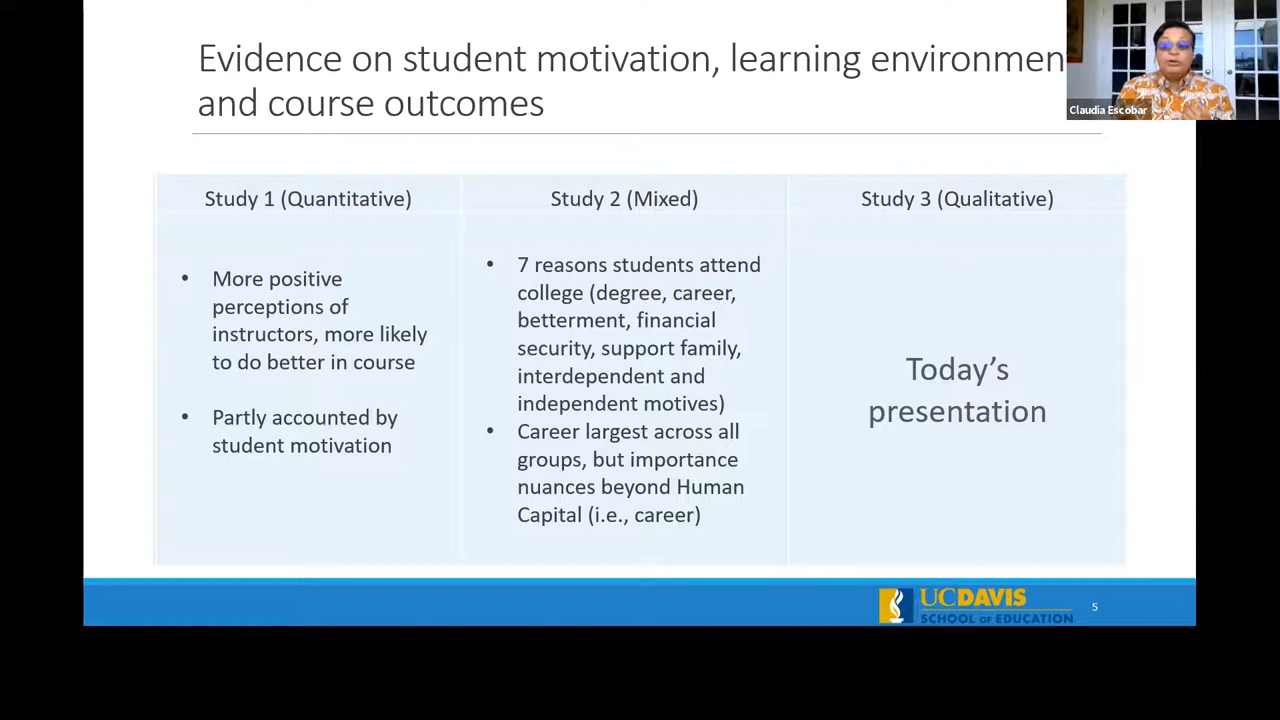 Evidence on student motivation, learning environmen
and course outcomes
Claudia Escobar
Study 1 (Quantitative)
• More positive
perceptions of
instructors, more likely
to do better in course
• Partly accounted by
student motivation
Study 2 (Mixed)
• 7 reasons students attend
college (degree, career,
betterment, financial
security, support family,
interdependent and
independent motives)
• Career largest across all
groups, but importance
nuances beyond Human
Capital (i.e., career)
Study 3 (Qualitative)
Today’s
presentation
UCDAVIS
SCHOOL OF EDUCATION
5